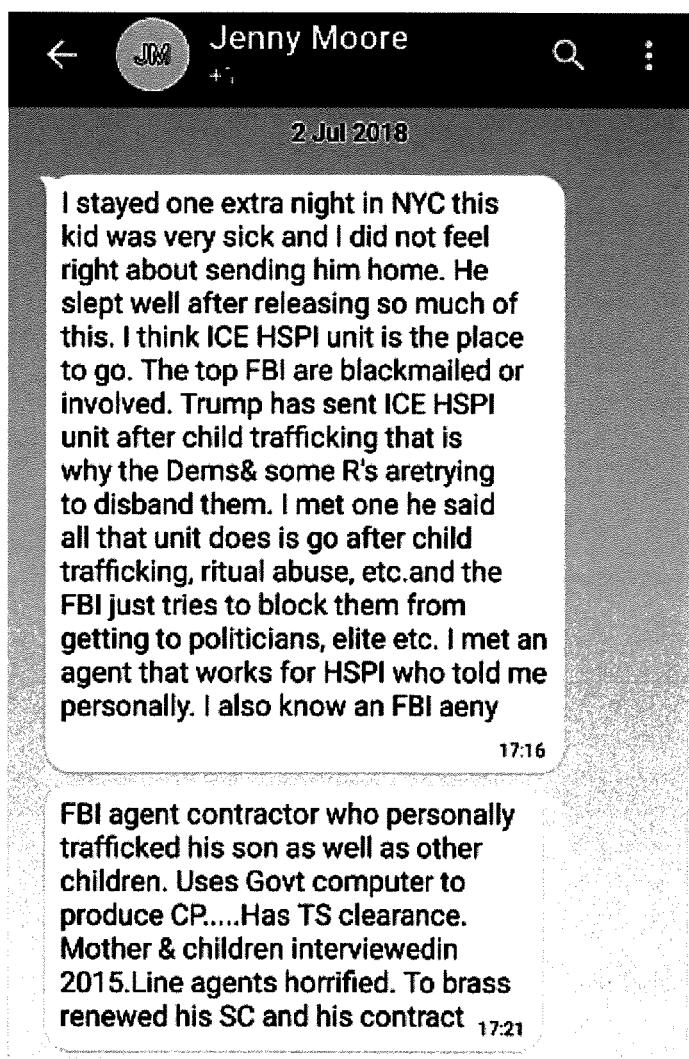 JM
Jenny Moore
2 Jul 2018
I stayed one extra night in NYC this
kid was very sick and I did not feel
right about sending him home. He
slept well after releasing so much of
this. I think ICE HSPI unit is the place
to go. The top FBI are blackmailed or
involved. Trump has sent ICE HSPI
unit after child trafficking that is
why the Dems& some R's aretrying
to disband them. I met one he said
all that unit does is go after child
trafficking, ritual abuse, etc.and the
FBI just tries to block them from
getting to politicians, elite etc. I met an
agent that works for HSPI who told me
personally. I also know an FBI aeny
17:16
FBI agent contractor who personally
trafficked his son as well as other
children. Uses Govt computer to
produce CP.....Has TS clearance.
Mother & children interviewedin
2015.Line agents horrified. To brass
renewed his SC and his contract 17:21